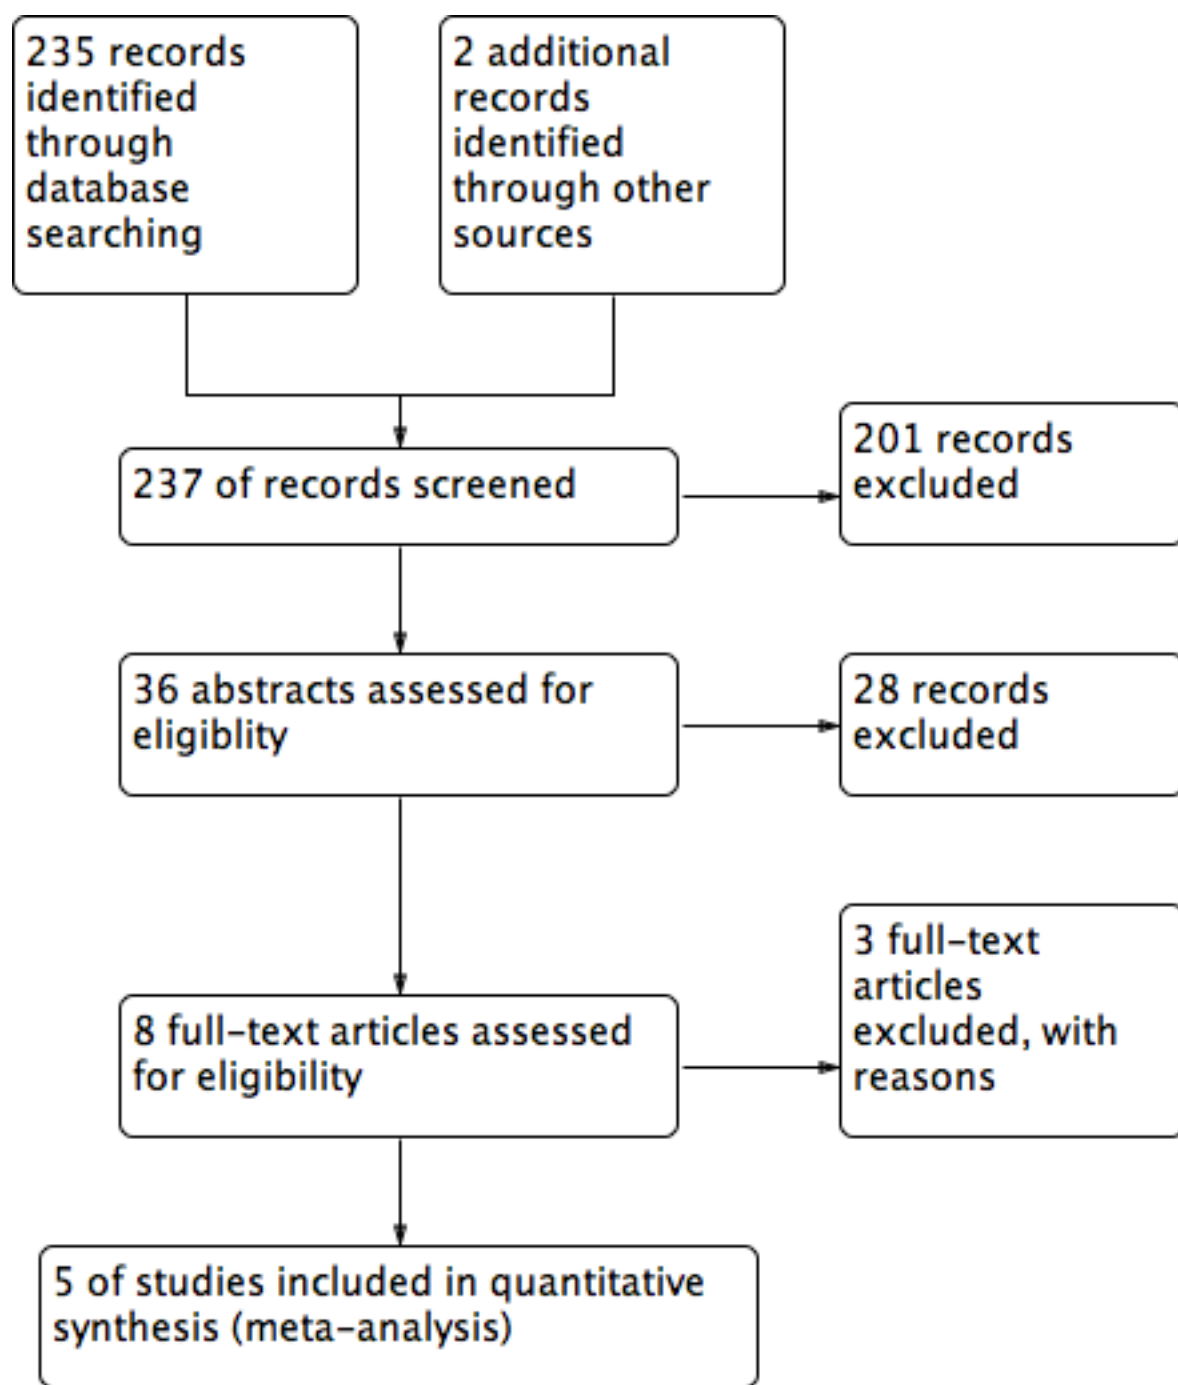 235 records
identified
through
database
searching
2 additional
records
identified
through other
sources
237 of records screened
201 records
excluded
36 abstracts assessed for
eligiblity
28 records
excluded
8 full-text articles assessed
for eligibility
3 full-text
articles
excluded, with
reasons
5 of studies included in quantitative
synthesis (meta-analysis)